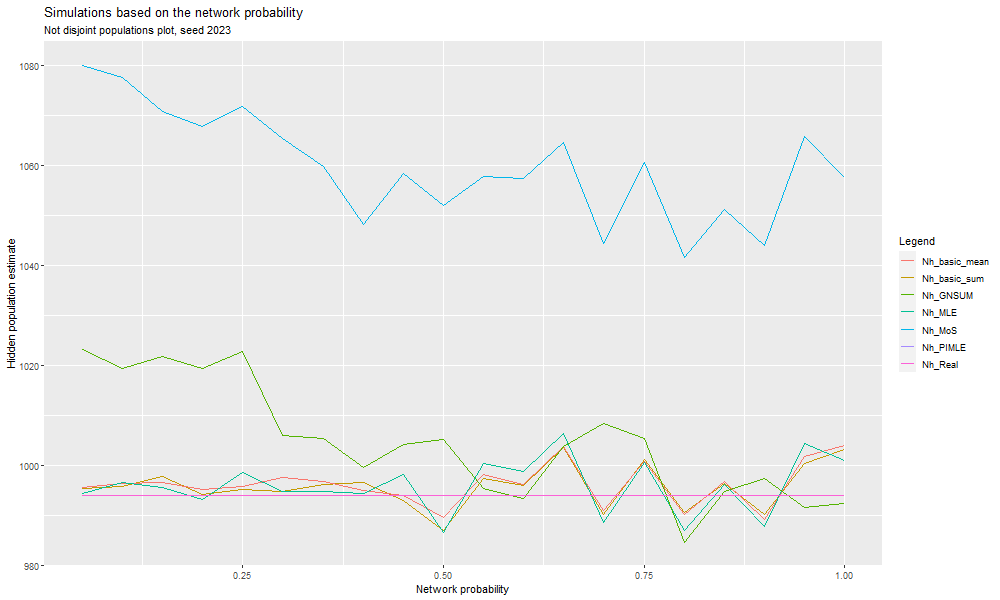 Simulations based on the network probability
Not disjoint populations plot, seed 2023
Hidden population estimate
1080
1060
1040
1020
1000
980
0.25
0.50
0.75
1.00
Network probability
Legend
Nh_basic_mean
Nh_basic_sum
Nh_GNSUM
Nh_MLE
Nh_MoS
Nh_PIMLE
Nh_Real